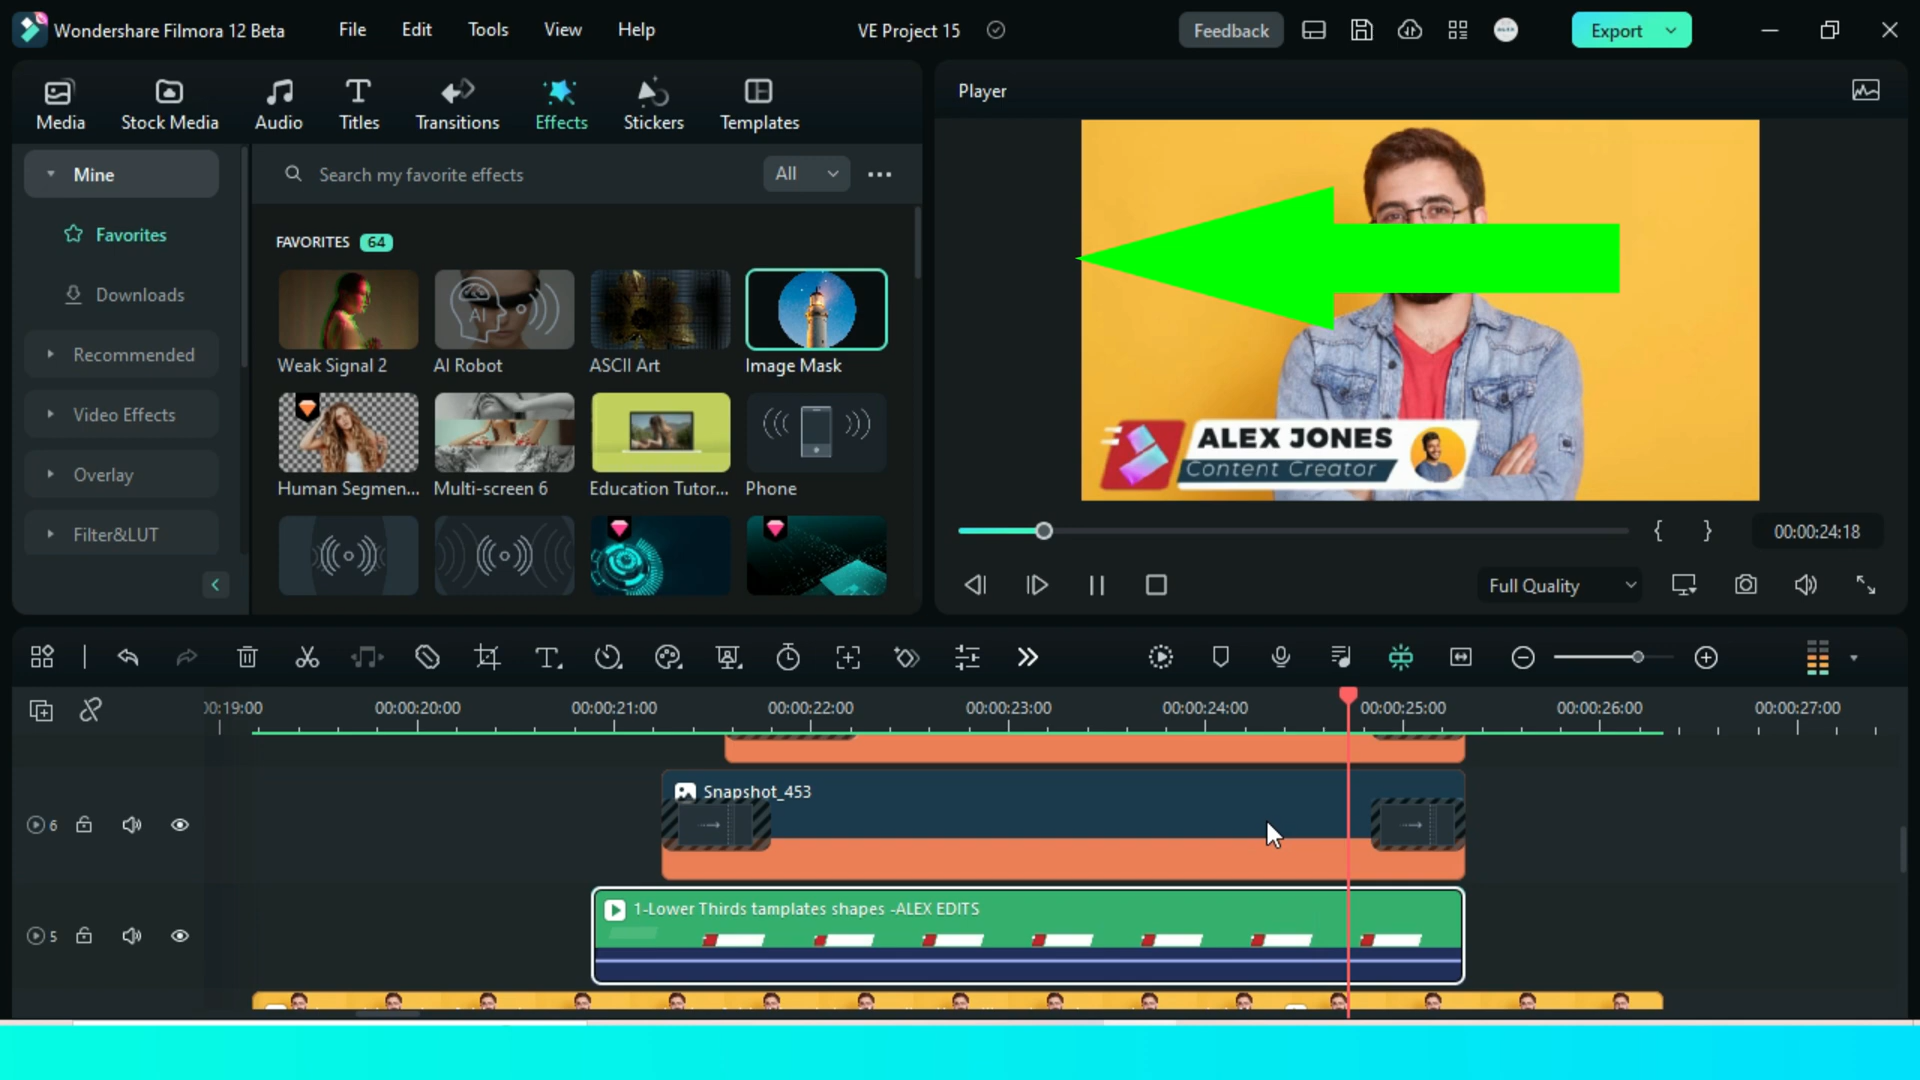 Wondershare Filmora 12 Beta
File
Edit
Tools
View
Help
VE Project 15
Feedback
Export
Media
Stock Media
Audio
Titles
Transitions
Effects
Stickers
Templates
Player
Mine
Search my favorite effects
All
Favorites
Downloads
Recommended
Video Effects
Overlay
Filter&LUT
FAVORITES 64
Weak Signal 2
AI Robot
ASCII Art
Image Mask
Human Segmen...
Multi-screen 6
Education Tutor...
Phone
AI
ALEX JONES
Content Creator
{ }
00:00:24:18
Full Quality
00:19:00
00:00:20:00
00:00:21:00
00:00:22:00
00:00:23:00
00:00:24:00
00:00:25:00
00:00:26:00
00:00:27:00
Snapshot_453
6
1-Lower Thirds tamplates shapes -ALEX EDITS
5